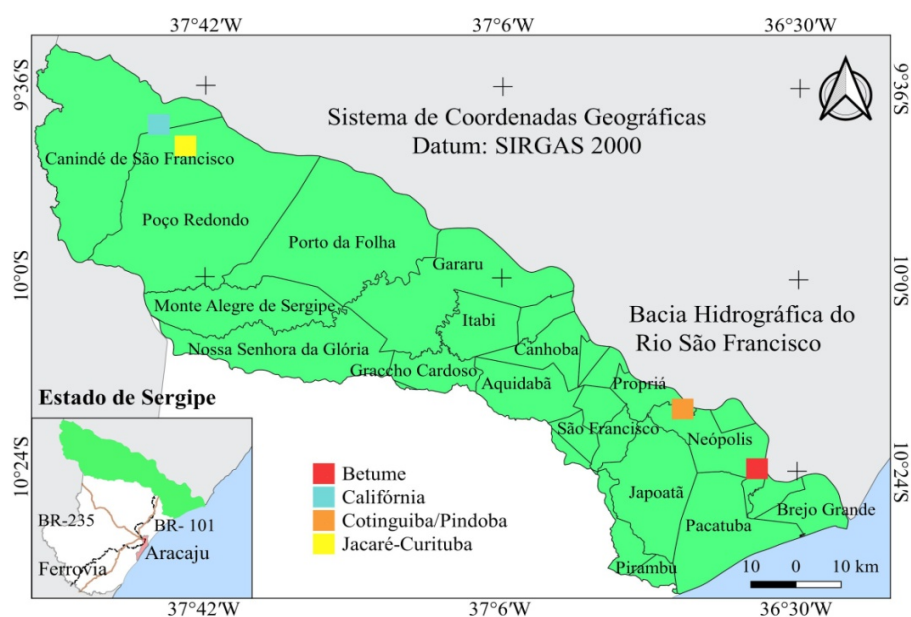 37°42'W
37°6'W
36°30'W
9°36'S
9°36'S
Sistema de Coordenadas Geográficas
Datum: SIRGAS 2000
Canindé de São Francisco
Poço Redondo
Porto da Folha
Gararu
10°0'S
10°0'S
Monte Alegre de Sergipe
Itabi
Bacia Hidrográfica do
Rio São Francisco
Nossa Senhora da Glória
Canhoba
Graccho Cardoso
Aquidabã
Propriá
Estado de Sergipe
São Francisco
Neópolis
10°24'S
10°24'S
Betume
Califórnia
Cotinguiba/Pindoba
Jacaré-Curituba
Japoatã
Pacatuba
Brejo Grande
Pirambu
BR-235
BR- 101
Aracaju
Ferrovia
10 0 10 km
37°42'W
37°6'W
36°30'W